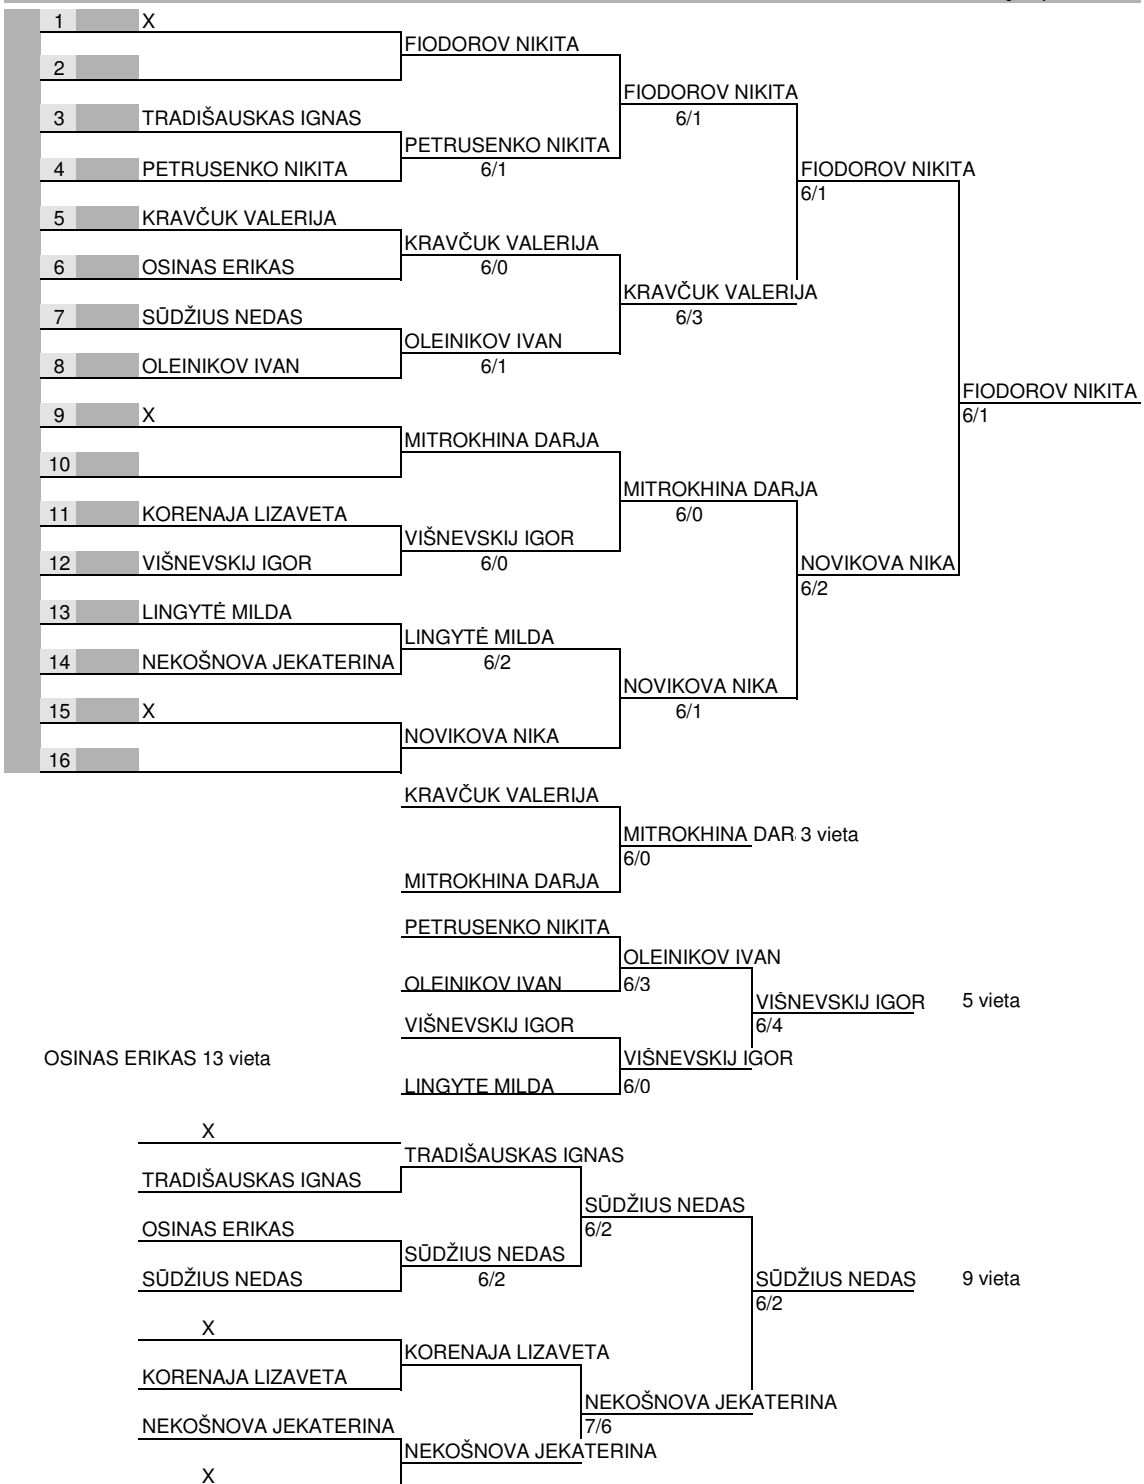 1 X
FIODOROV NIKITA
2
FIODOROV NIKITA
6/1
3 TRADIŠAUSKAS IGNAS
PETRUSENKO NIKITA
6/1
4 PETRUSENKO NIKITA
FIODOROV NIKITA
6/1
5 KRAVČUK VALERIJA
KRAVČUK VALERIJA
6/0
6 OSINAS ERIKAS
KRAVČUK VALERIJA
6/3
7 SŪDŽIUS NEDAS
OLEINIKOV IVAN
6/1
8 OLEINIKOV IVAN
FIODOROV NIKITA
6/1
9 X
MITROKHINA DARJA
10
MITROKHINA DARJA
6/0
11 KORENAJA LIZAVETA
VIŠNEVSKIJ IGOR
6/0
12 VIŠNEVSKIJ IGOR
NOVIKOVA NIKA
6/2
13 LINGYTĖ MILDA
LINGYTĖ MILDA
6/2
14 NEKOŠNOVA JEKATERINA
NOVIKOVA NIKA
6/1
15 X
NOVIKOVA NIKA
16
KRAVČUK VALERIJA
MITROKHINA DAR 3 vieta
6/0
MITROKHINA DARJA
PETRUSENKO NIKITA
OLEINIKOV IVAN
6/3
OLEINIKOV IVAN
VIŠNEVSKIJ IGOR 5 vieta
6/4
VIŠNEVSKIJ IGOR
OSINAS ERIKAS 13 vieta
VIŠNEVSKIJ IGOR
6/0
LINGYTE MILDA
X
TRADIŠAUSKAS IGNAS
TRADIŠAUSKAS IGNAS
SŪDŽIUS NEDAS
6/2
OSINAS ERIKAS
SŪDŽIUS NEDAS
6/2
SŪDŽIUS NEDAS
SŪDŽIUS NEDAS 9 vieta
6/2
X
KORENAJA LIZAVETA
KORENAJA LIZAVETA
NEKOŠNOVA JEKATERINA
7/6
NEKOŠNOVA JEKATERINA
NEKOŠNOVA JEKATERINA
X